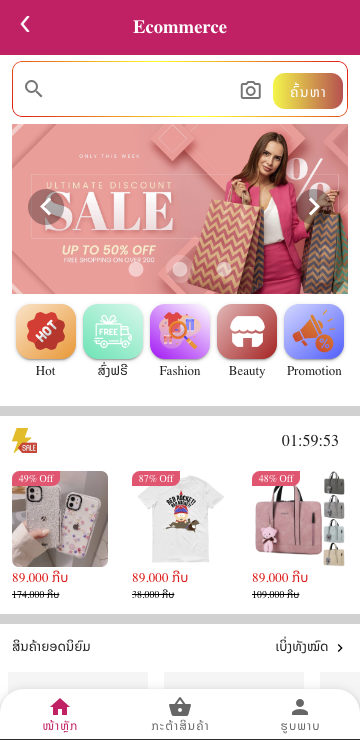 Ecommerce
ຄົ້ນຫາ
ONLY THIS WEEK
ULTIMATE DISCOUNT
SALE
%
UP TO 50% OFF
FREE SHOPPING ON OVER 200
HOT
FREE
Hot
ສົ່ງຟຣີ
Fashion
Beauty
Promotion
SALE
01:59:53
49% Off
87% Off
48% Off
89.000 ກີບ
89.000 ກີບ
89.000 ກີບ
174.000 ກີບ
38.000 ກີບ
109.000 ກີບ
ສິນຄ້າຍອດນິຍົມ
ເບິ່ງທັງໝົດ
ໜ້າຫຼັກ
ກະຕ້າສິນຄ້າ
ຮູບພາບ